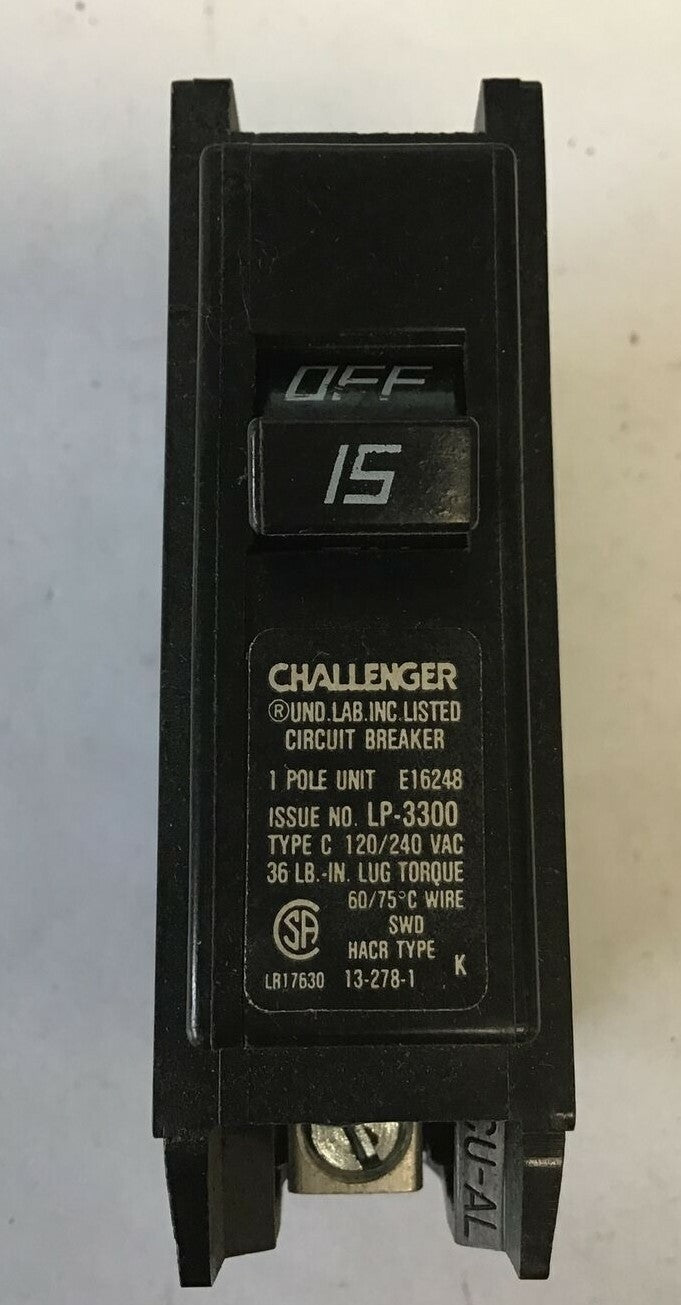 OFF
15
CHALLENGER
®UND.LAB.INC.LISTED
CIRCUIT BREAKER
1 POLE UNIT E16248
ISSUE NO. LP-3300
TYPE C 120/240 VAC
36 LB.-IN. LUG TORQUE
60/75°C WIRE
SWD
HACR TYPE
K
SA
LR17630 13-278-1
CU-AL